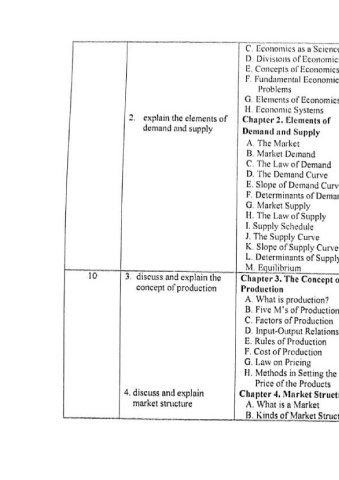 C. Economics as a Science
D. Divisions of Economic
E. Concepts of Economics
F. Fundamental Economic
Problems
G. Elements of Economics
H. Economic Systems
2. explain the elements of
demand and supply
Chapter 2. Elements of
Demand and Supply
A. The Market
B. Market Demand
C. The Law of Demand
D. The Demand Curve
E. Slope of Demand Curv
F. Determinants of Deman
G. Market Supply
H. The Law of Supply
I. Supply Schedule
J. The Supply Curve
K. Slope of Supply Curve
L. Determinants of Supply
M. Equilibrium
10
3. discuss and explain the
concept of production
Chapter 3. The Concept o
Production
A. What is production?
B. Five M's of Production
C. Factors of Production
D. Input-Output Relations
E. Rules of Production
F. Cost of Production
G. Law on Pricing
H. Methods in Setting the
Price of the Products
4. discuss and explain
market structure
Chapter 4. Market Struct
A. What is a Market
B. Kinds of Market Struc